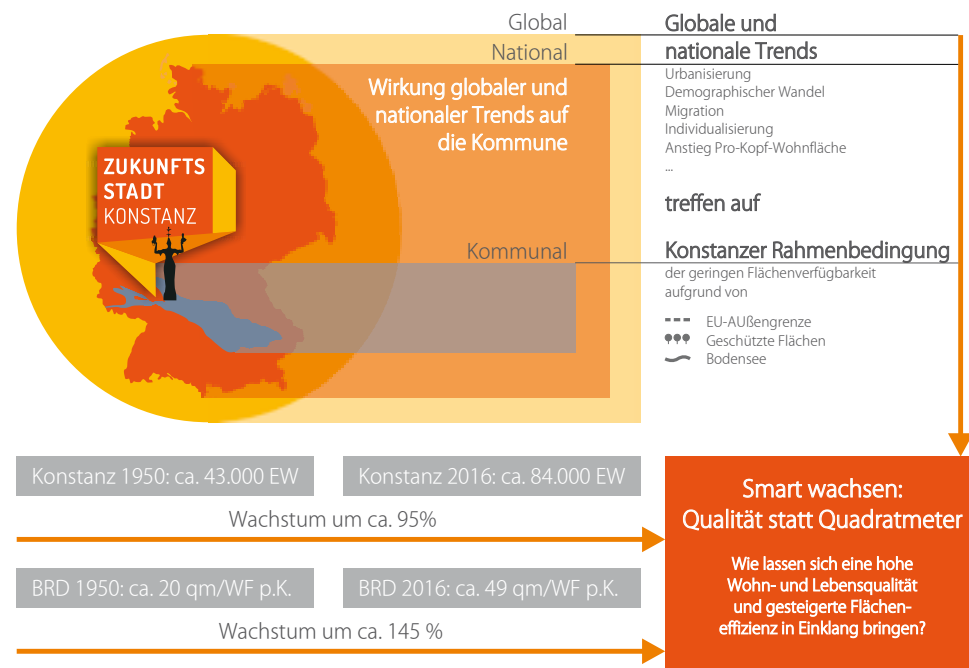 Global
National
Wirkung globaler und
nationaler Trends auf
die Kommune
ZUKUNFTS
STADT
KONSTANZ
Kommunal
Globale und
nationale Trends
Urbanisierung
Demographischer Wandel
Migration
Individualisierung
Anstieg Pro-Kopf-Wohnfläche
...
treffen auf
Konstanzer Rahmenbedingung
der geringen Flächenverfügbarkeit
aufgrund von
EU-AUßengrenze
Geschützte Flächen
Bodensee
Konstanz 1950: ca. 43.000 EW
Konstanz 2016: ca. 84.000 EW
Wachstum um ca. 95%
BRD 1950: ca. 20 qm/WF p.K.
BRD 2016: ca. 49 qm/WF p.K.
Wachstum um ca. 145 %
Smart wachsen:
Qualität statt Quadratmeter
Wie lassen sich eine hohe
Wohn- und Lebensqualität
und gesteigerte Flächen-
effizienz in Einklang bringen?